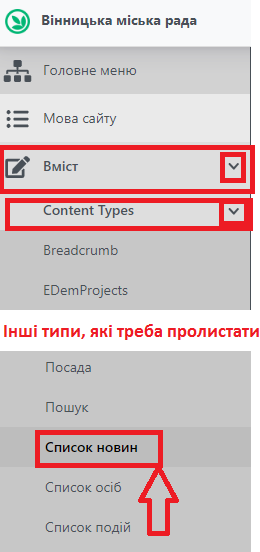 Вінницька міська рада
Головне меню
Мова сайту
Вміст
Content Types
Breadcrumb
EDemProjects
Інші типи, які треба пролистати
Посада
Пошук
Список новин
Список осіб
Список подій